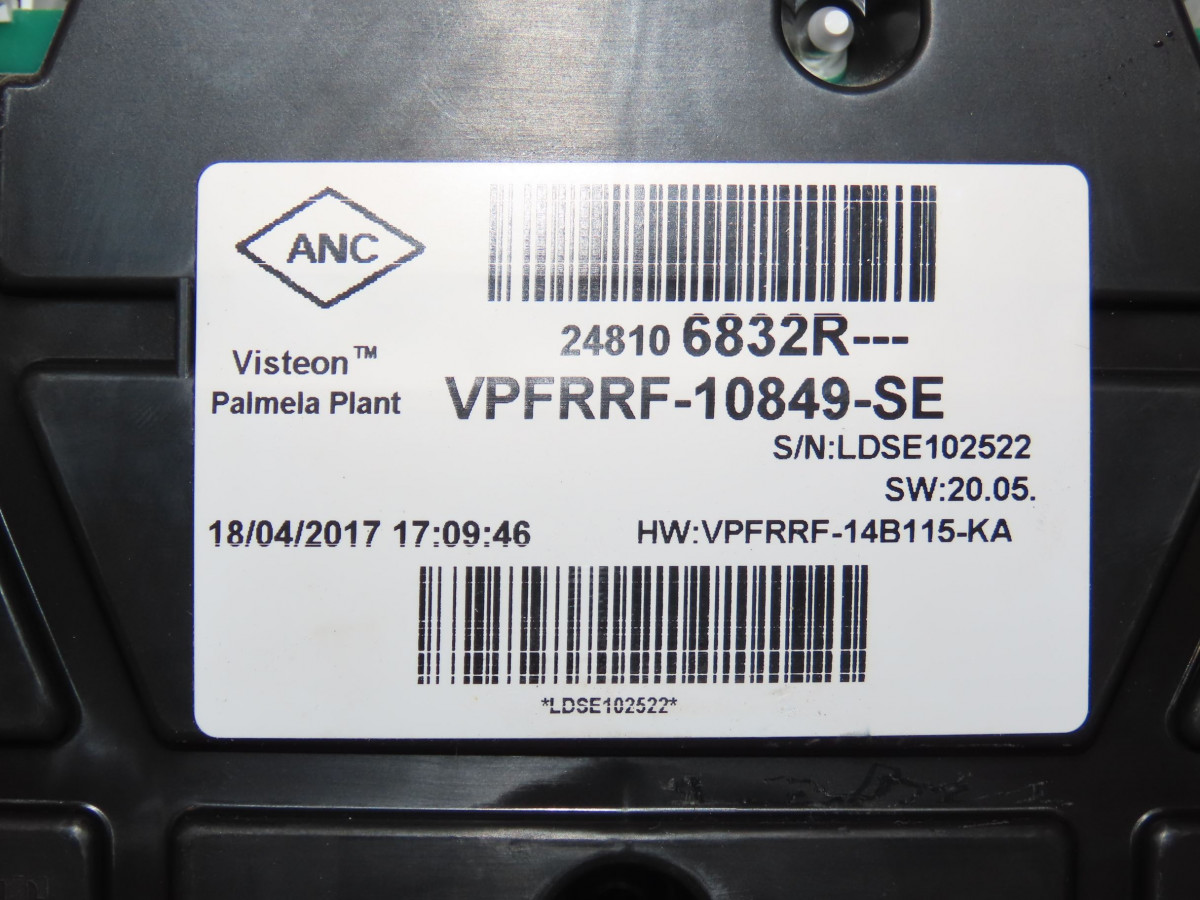 ANC
24810 6832R---
Visteon™
Palmela Plant
VPFRRF-10849-SE
S/N:LDSE102522
SW:20.05.
18/04/2017 17:09:46
HW:VPFRRF-14B115-KA
*LDSE102522*